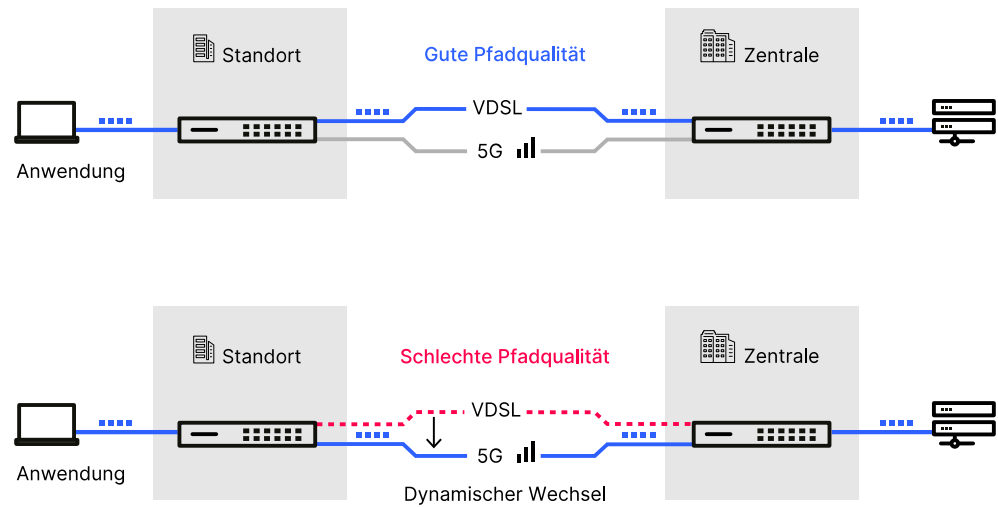 Standort
Gute Pfadqualität
Zentrale
VDSL
5G
Anwendung
Standort
Schlechte Pfadqualität
Zentrale
VDSL
5G
Anwendung
Dynamischer Wechsel